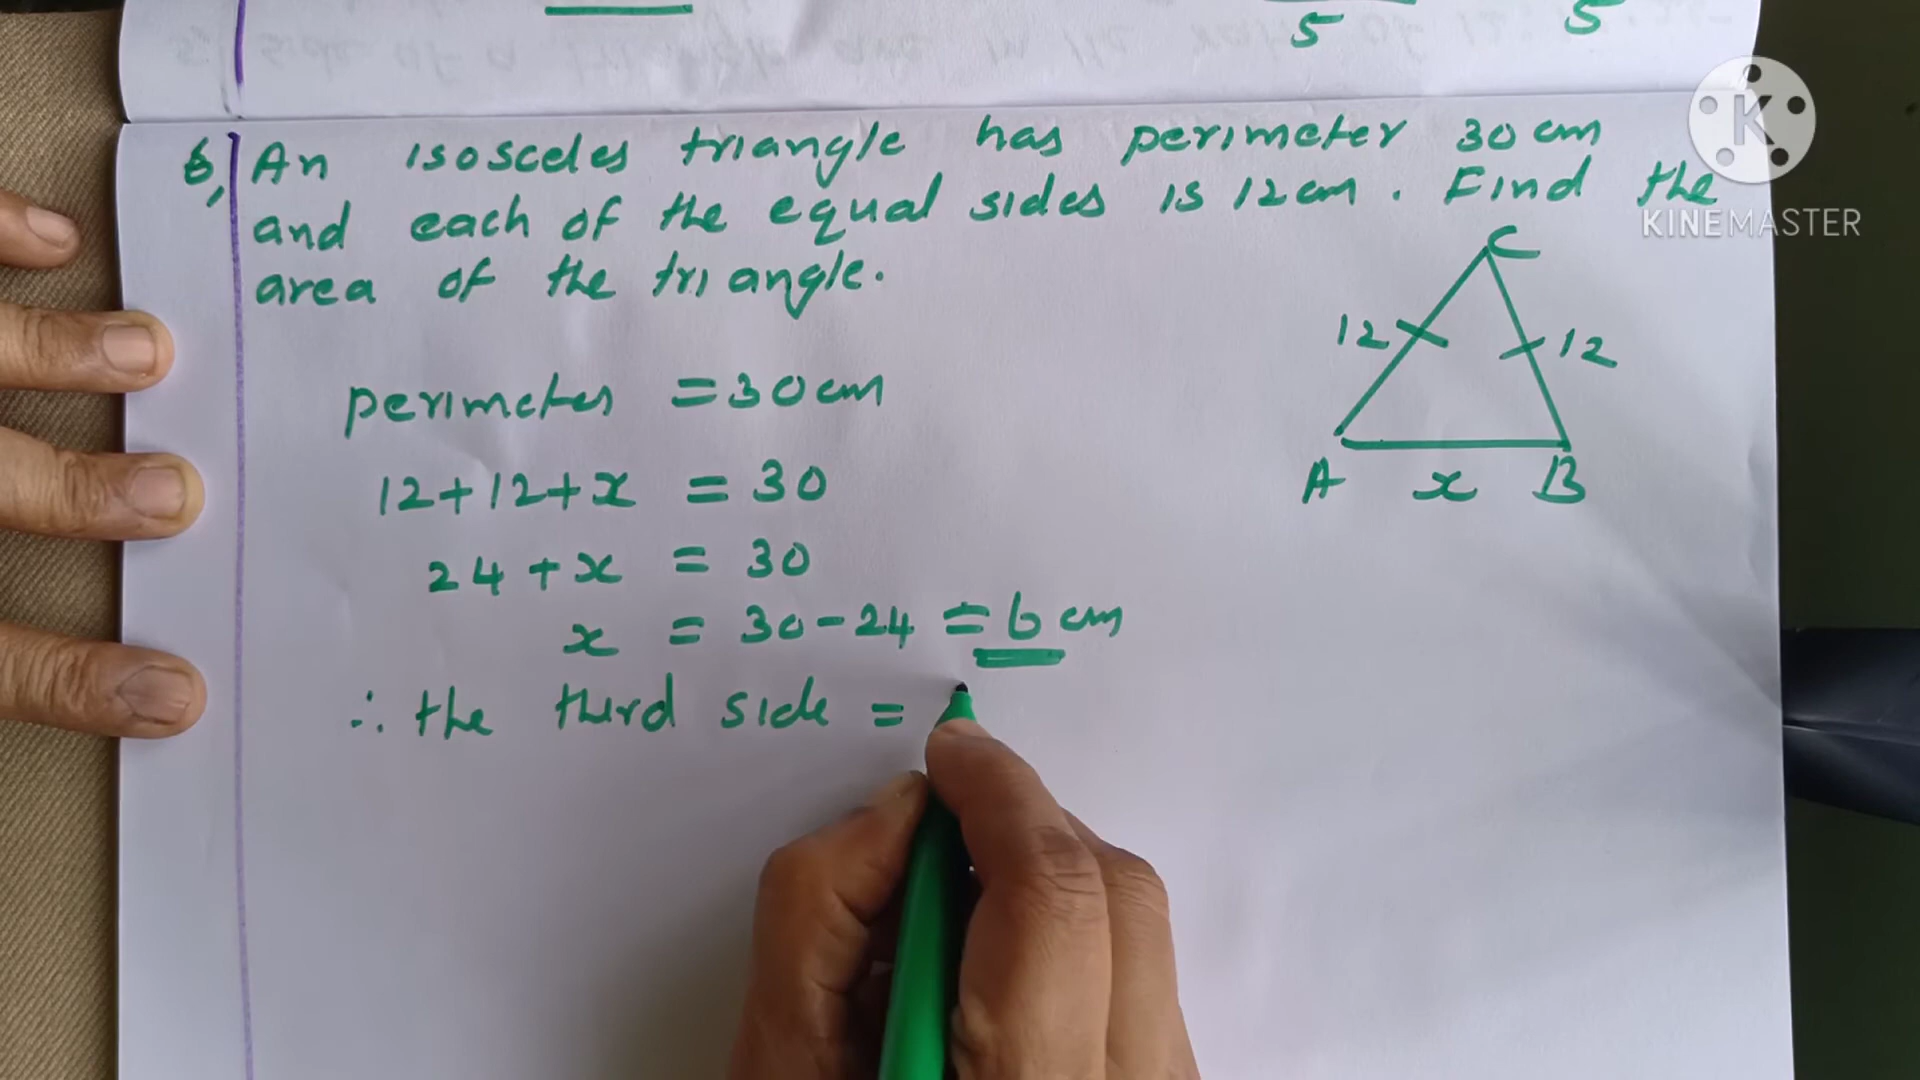 5 5
6, An isosceles triangle has perimeter 30 cm
and each of the equal sides is 12 cm. Find the
area of the triangle.
K
KINEMASTER
C
12 12
A x B
perimeter = 30 cm
12+12+x = 30
24+x = 30
x = 30-24 = 6 cm
∴ the third side =